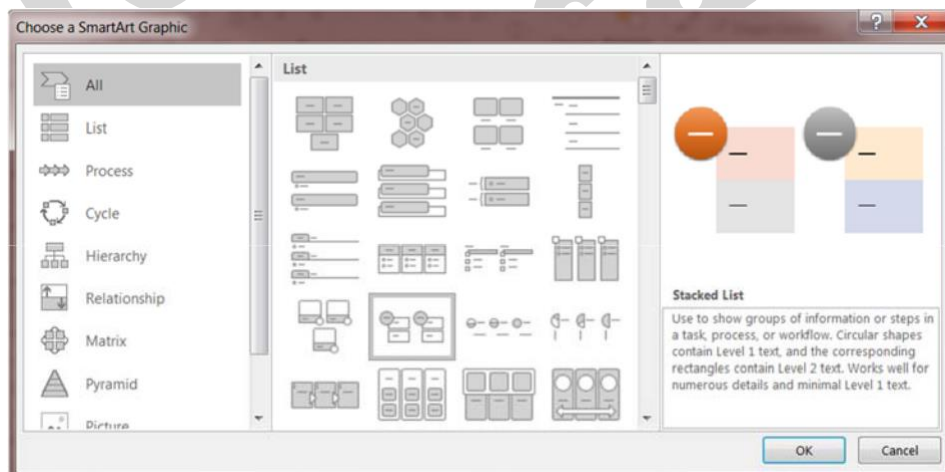 Choose a SmartArt Graphic
All
List
Process
Cycle
Hierarchy
Relationship
Matrix
Pyramid
Picture
List
Stacked List
Use to show groups of information or steps in
a task, process, or workflow. Circular shapes
contain Level 1 text, and the corresponding
rectangles contain Level 2 text. Works well for
numerous details and minimal Level 1 text.
OK
Cancel